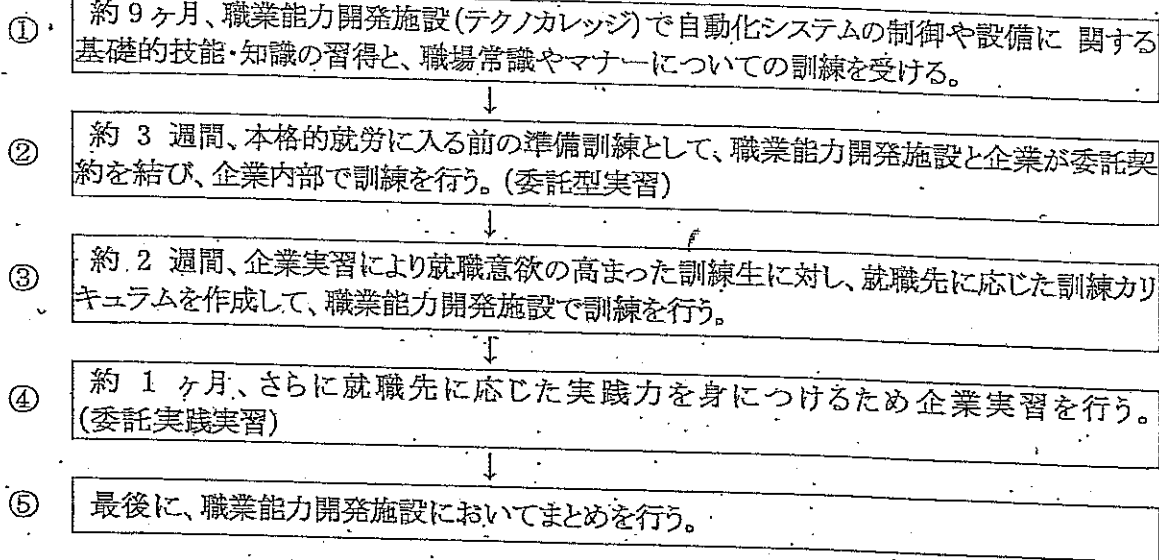 ① 約9ヶ月、職業能力開発施設(テクノカレッジ)で自動化システムの制御や設備に 関する
基礎的技能・知識の習得と、職場常識やマナーについての訓練を受ける。
↓
② 約 3 週間、本格的就労に入る前の準備訓練として、職業能力開発施設と企業が委託契
約を結び、企業内部で訓練を行う。(委託型実習)
↓
③ 約 2 週間、企業実習により就職意欲の高まった訓練生に対し、就職先に応じた訓練カリ
キュラムを作成して、職業能力開発施設で訓練を行う。
↓
④ 約 1 ヶ月、さらに就職先に応じた実践力を身につけるため企業実習を行う。
(委託実践実習)
↓
⑤ 最後に、職業能力開発施設においてまとめを行う。